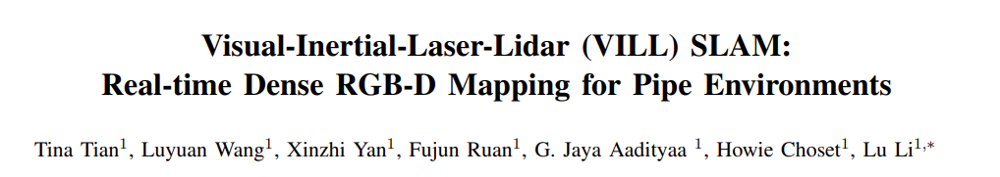 Visual-Inertial-Laser-Lidar (VILL) SLAM:
Real-time Dense RGB-D Mapping for Pipe Environments
Tina Tian¹, Luyuan Wang¹, Xinzhi Yan¹, Fujun Ruan¹, G. Jaya Aadityaa ¹, Howie Choset¹, Lu Li¹,*